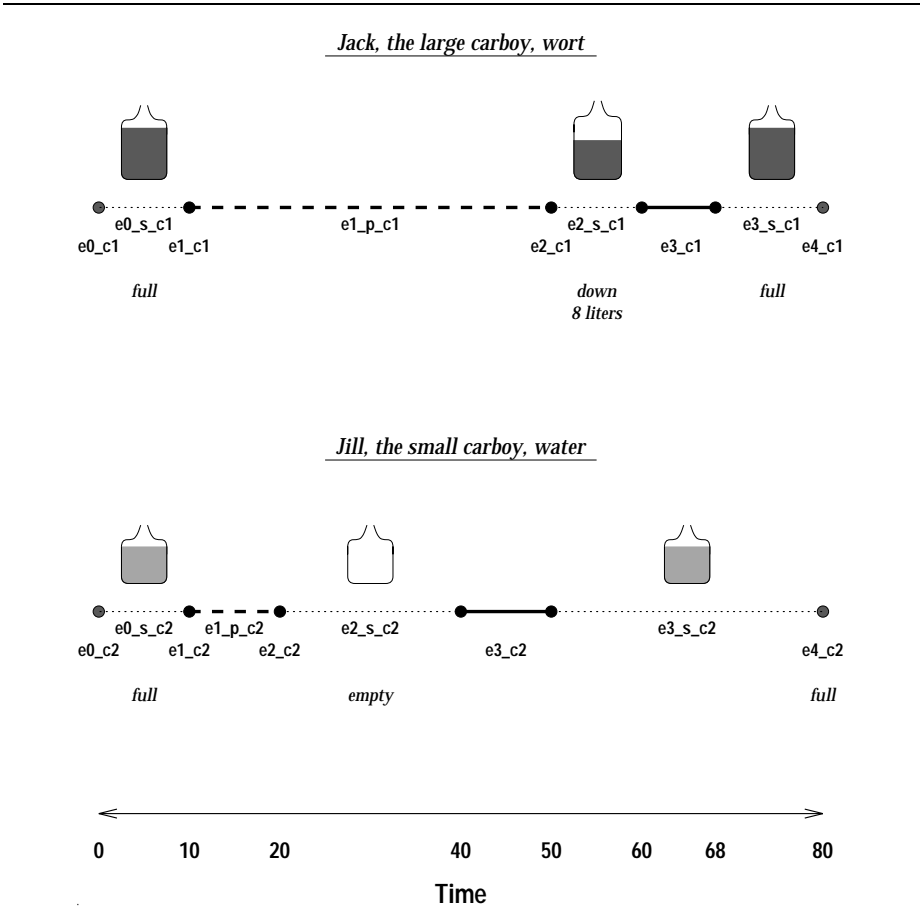 Jack, the large carboy, wort
e0_s_c1 e1_p_c1 e2_s_c1 e3_s_c1
e0_c1 e1_c1 e2_c1 e3_c1 e4_c1
full down full
8 liters
Jill, the small carboy, water
e0_s_c2 e1_p_c2 e2_s_c2 e3_s_c2
e0_c2 e1_c2 e2_c2 e3_c2 e4_c2
full empty full
0 10 20 40 50 60 68 80
Time